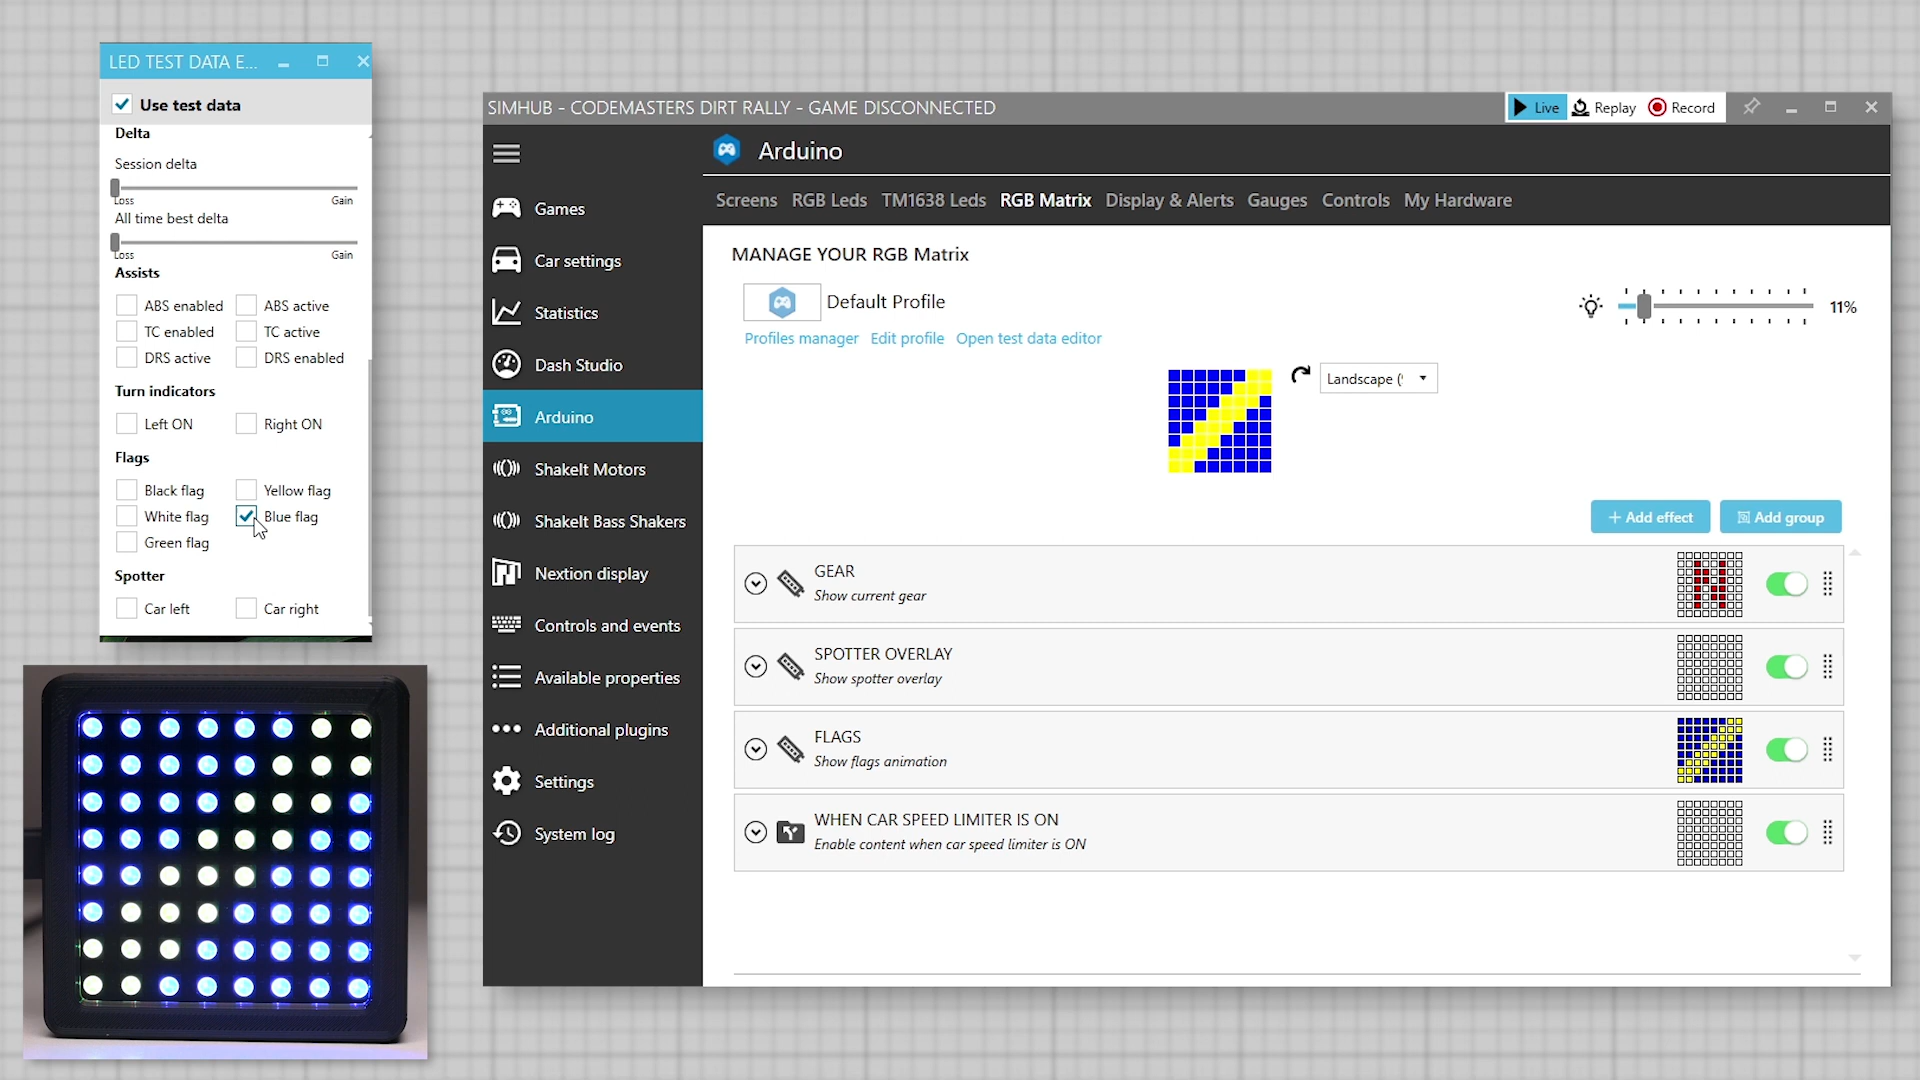 LED TEST DATA E...
Use test data
Delta
Session delta
Loss Gain
All time best delta
Loss Gain
Assists
ABS enabled ABS active
TC enabled TC active
DRS active DRS enabled
Turn indicators
Left ON Right ON
Flags
Black flag Yellow flag
White flag Blue flag
Green flag
Spotter
Car left Car right
SIMHUB - CODEMASTERS DIRT RALLY - GAME DISCONNECTED
Live Replay Record
Games
Car settings
Statistics
Dash Studio
Arduino
ShakeIt Motors
ShakeIt Bass Shakers
Nextion display
Controls and events
Available properties
Additional plugins
Settings
System log
Arduino
Screens RGB Leds TM1638 Leds RGB Matrix Display & Alerts Gauges Controls My Hardware
MANAGE YOUR RGB Matrix
Default Profile
11%
Profiles manager Edit profile Open test data editor
Landscape (
+ Add effect Add group
GEAR
Show current gear
SPOTTER OVERLAY
Show spotter overlay
FLAGS
Show flags animation
WHEN CAR SPEED LIMITER IS ON
Enable content when car speed limiter is ON